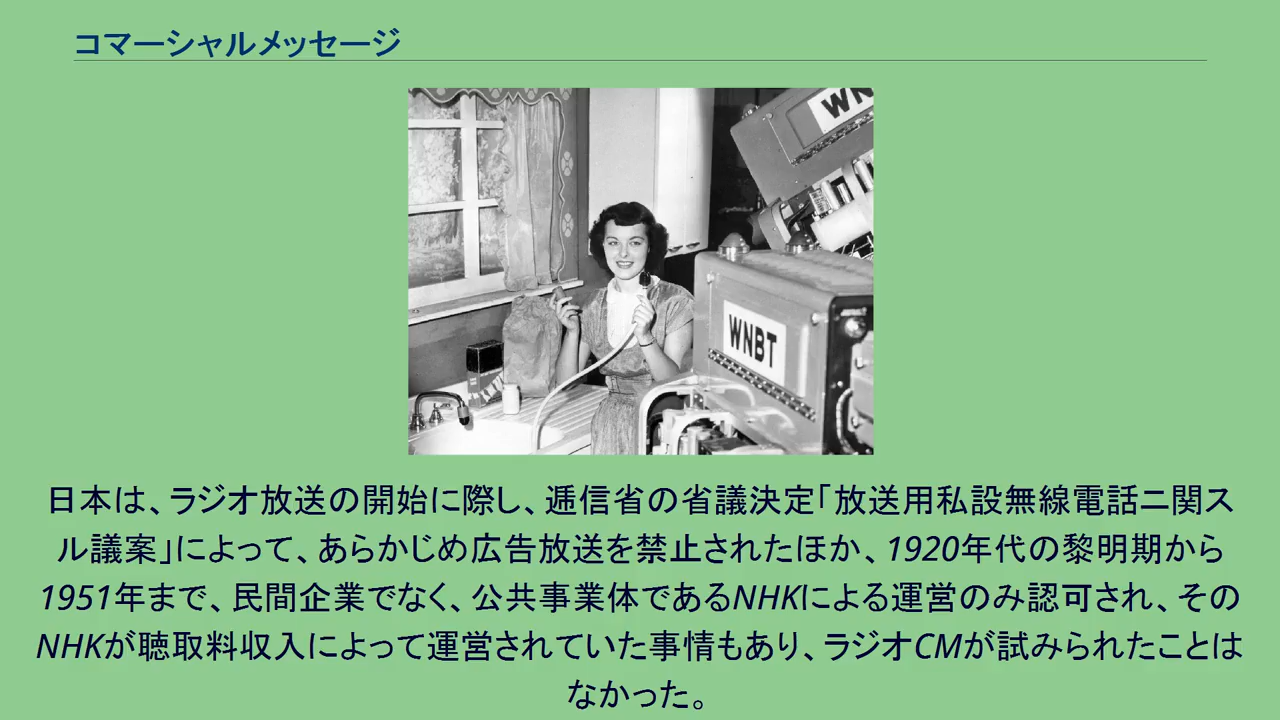 コマーシャルメッセージ
WN
WNBT
日本は、ラジオ放送の開始に際し、逓信省の省議決定「放送用私設無線電話ニ関ス
ル議案」によって、あらかじめ広告放送を禁止されたほか、1920年代の黎明期から
1951年まで、民間企業でなく、公共事業体であるNHKによる運営のみ認可され、その
NHKが聴取料収入によって運営されていた事情もあり、ラジオCMが試みられたことは
なかった。